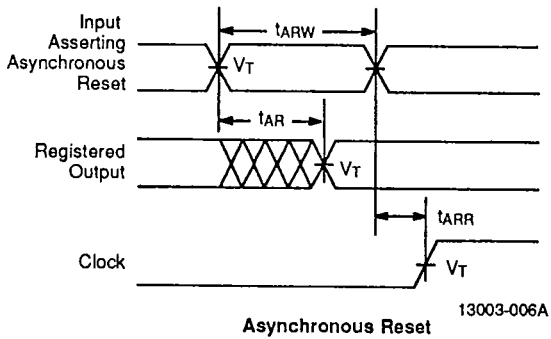 Input
Asserting
Asynchronous
Reset
tARW
VT
tAR
Registered
Output
VT
tARR
Clock
VT
13003-006A
Asynchronous Reset